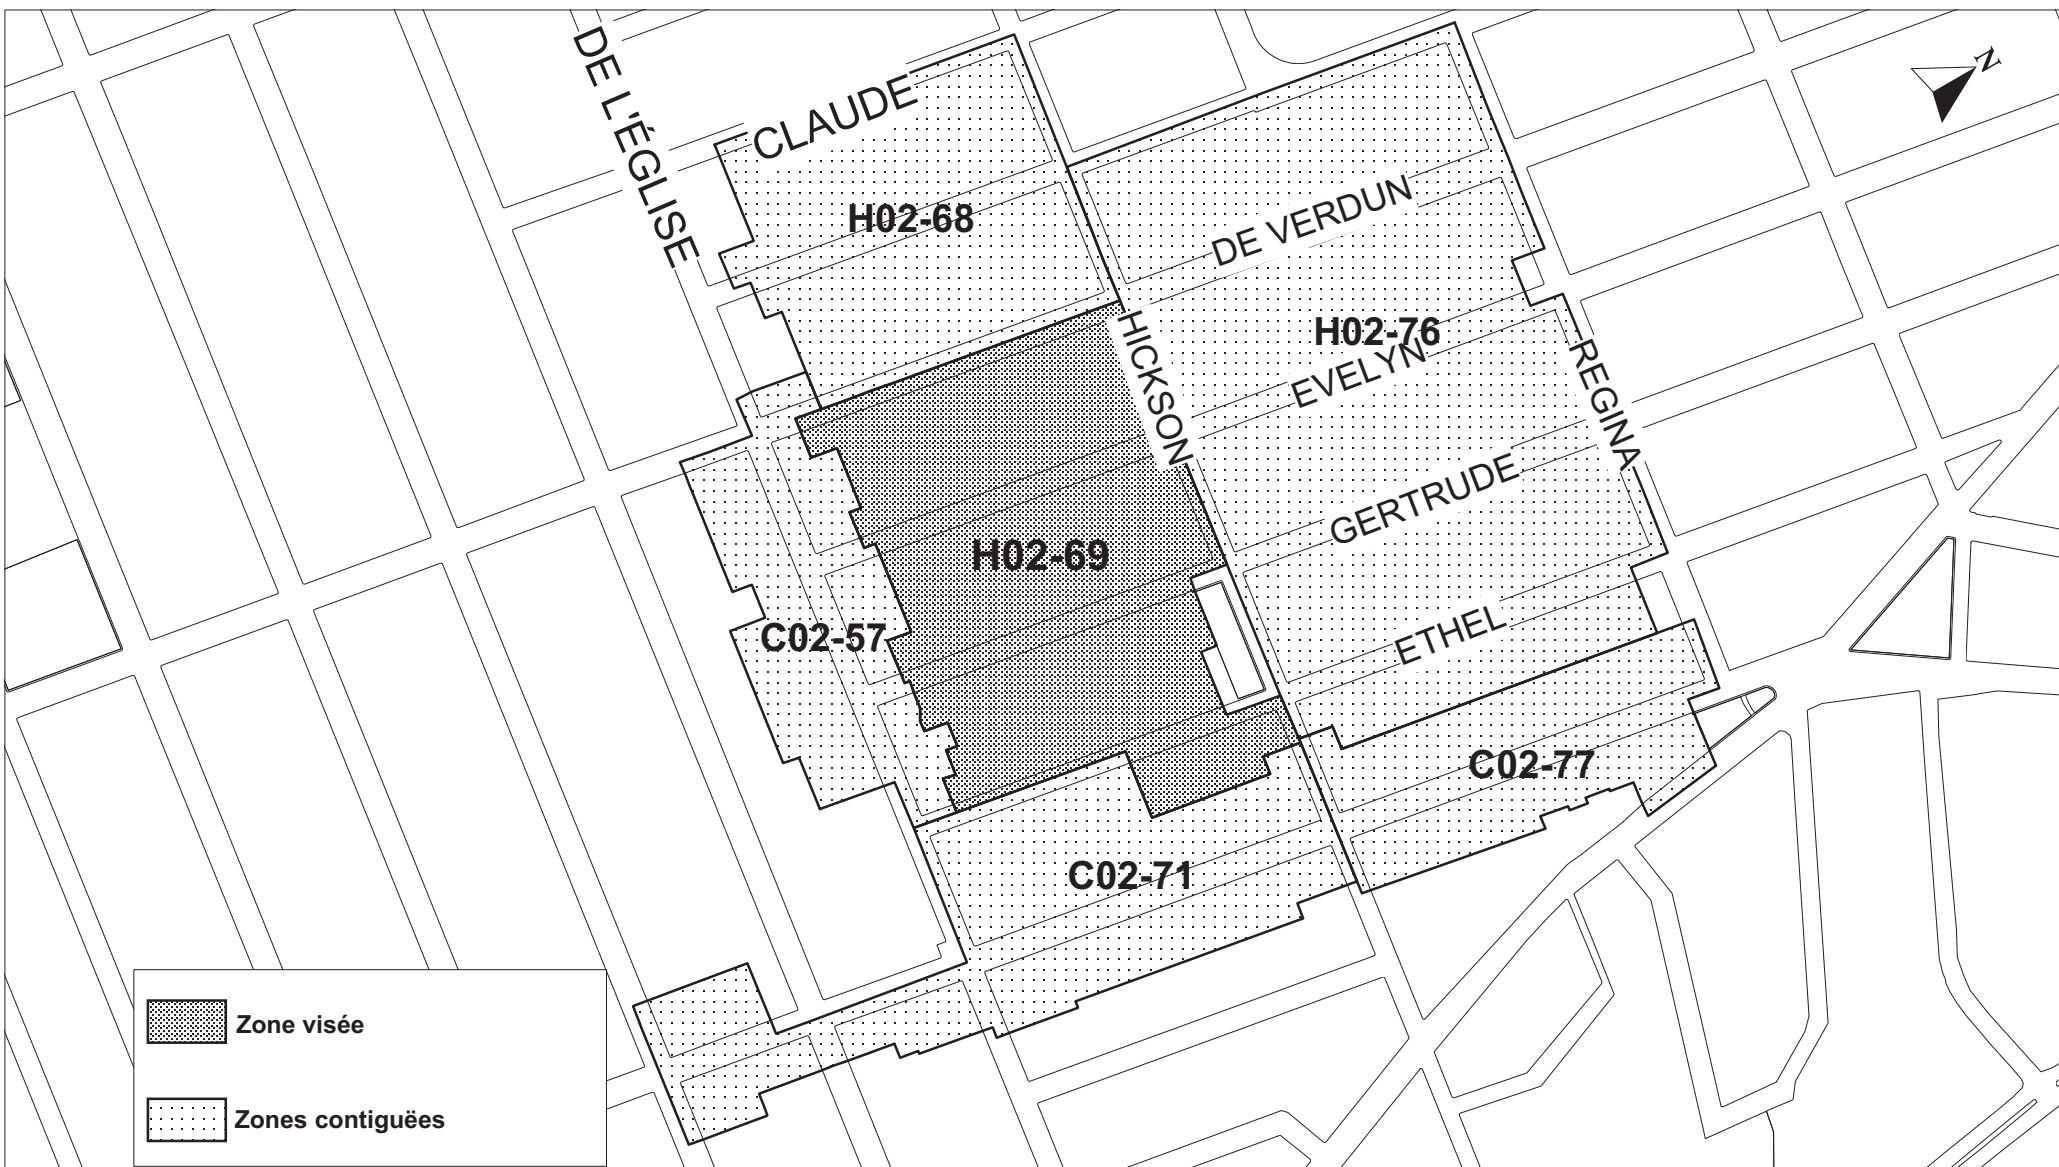 DE L'ÉGLISE
CLAUDE
N
H02-68
DE VERDUN
HICKSON
H02-76
EVELYN
REGINA
GERTRUDE
H02-69
C02-57
ETHEL
C02-77
C02-71
Zone visée
Zones contiguëes